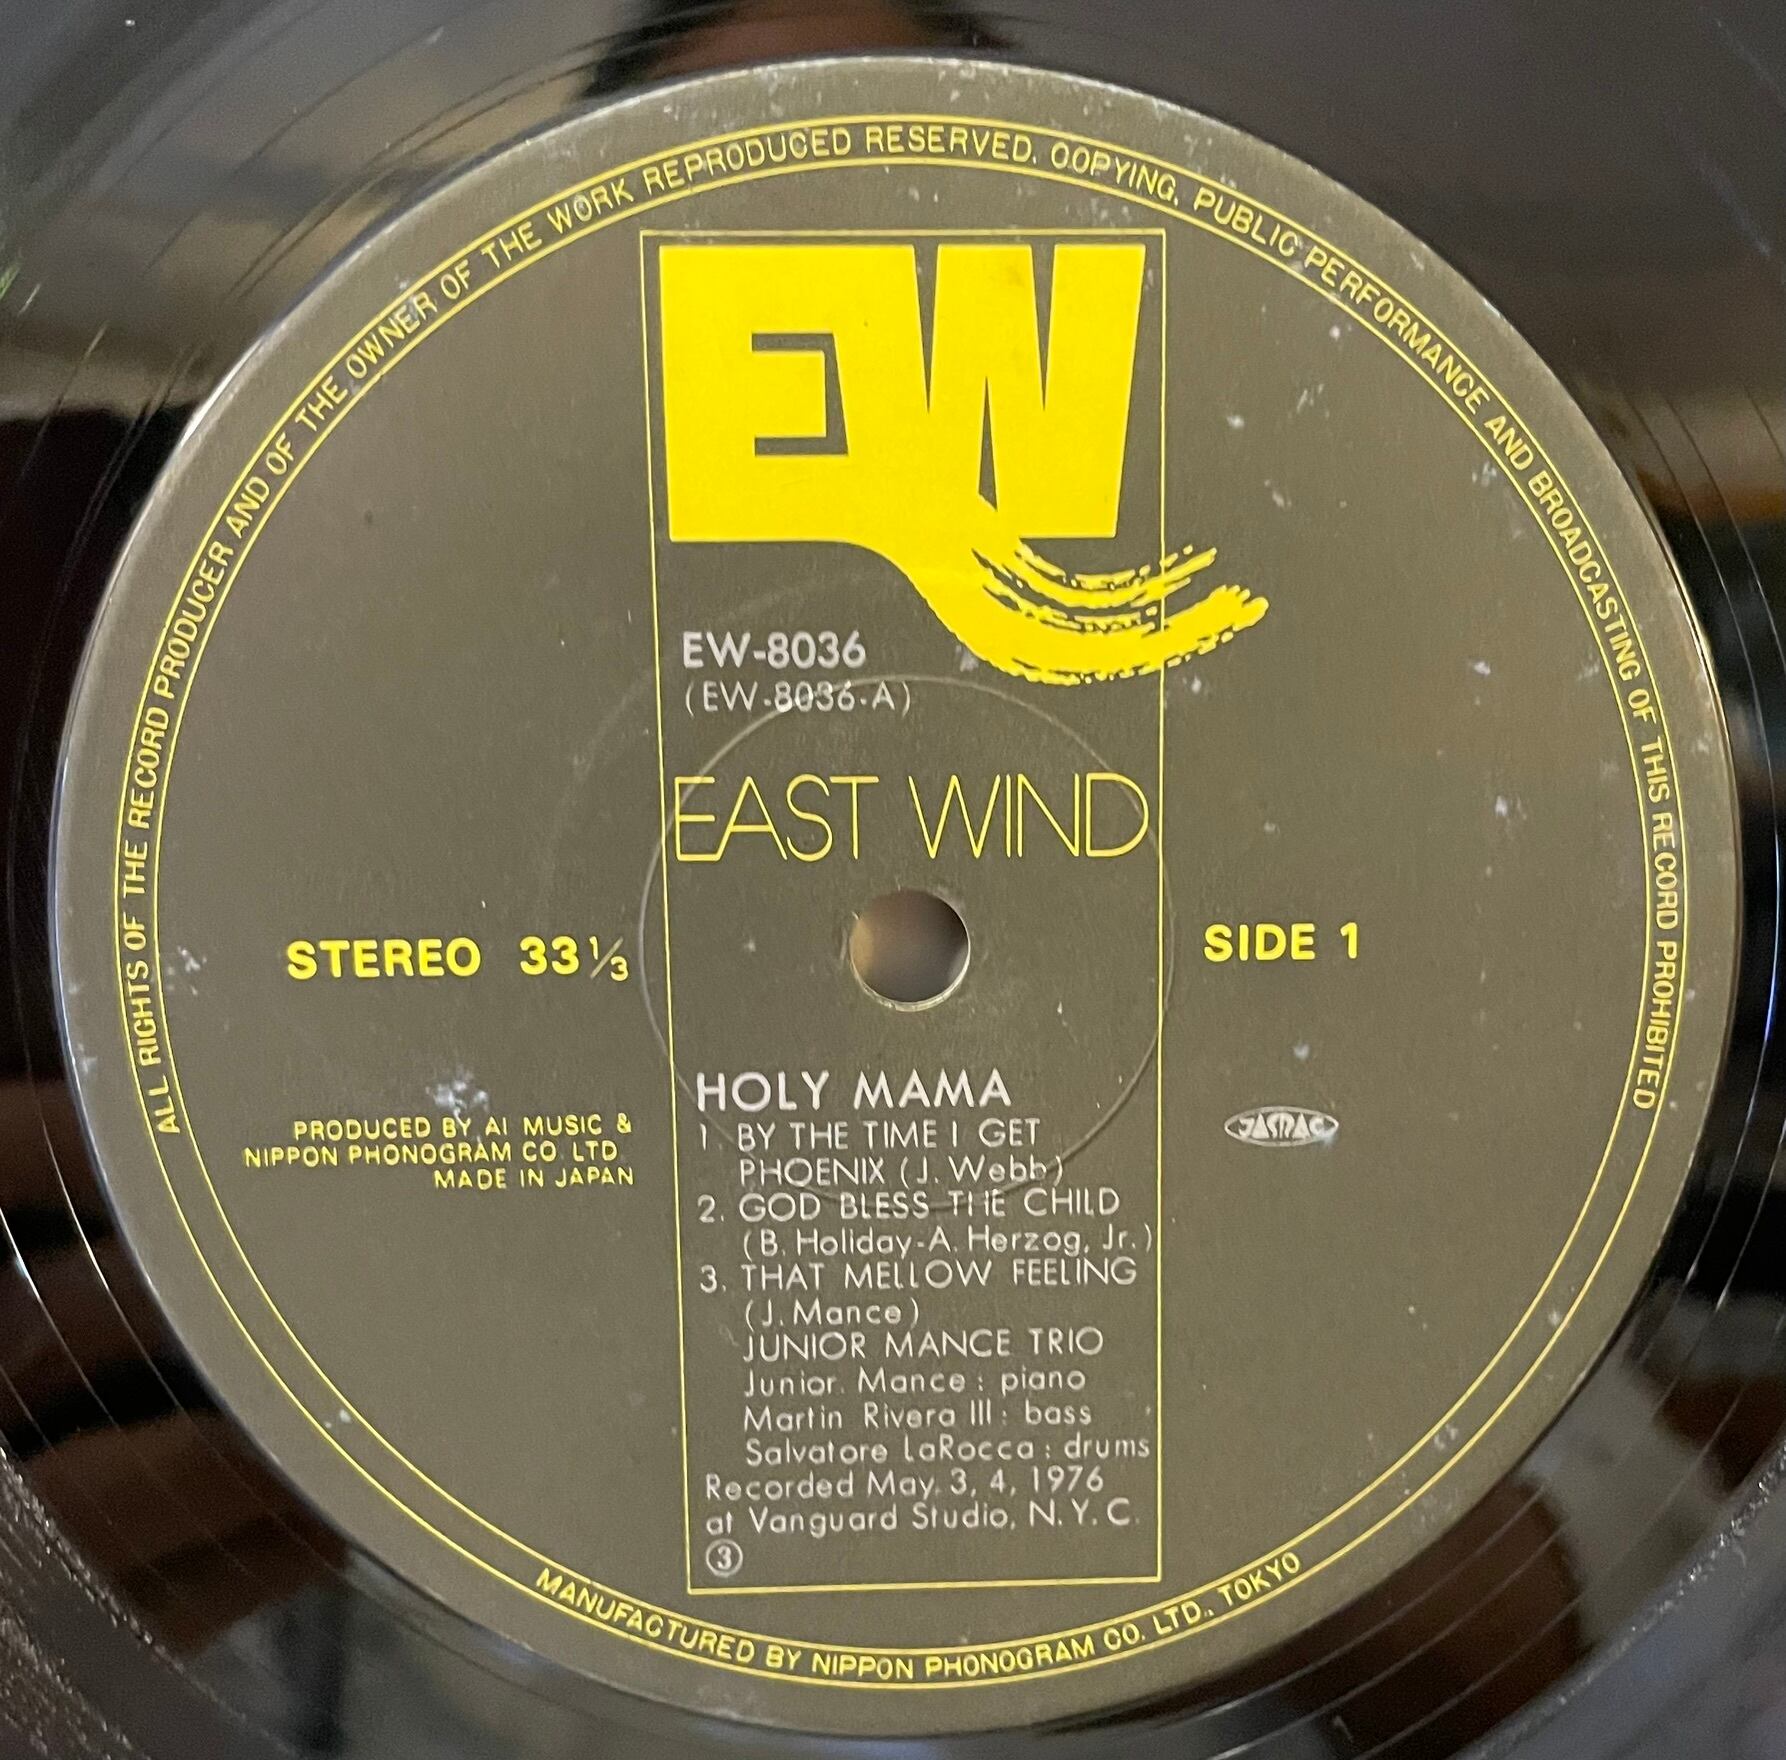 ALL RIGHTS OF THE RECORD PRODUCER AND OF THE OWNER OF THE WORK REPRODUCED RESERVED. COPYING, PUBLIC PERFORMANCE AND BROADCASTING OF THIS RECORD PROHIBITED
EW
EW-8036
(EW-8036-A)
EAST WIND
STEREO 33 1/3
SIDE 1
PRODUCED BY AI MUSIC &
NIPPON PHONOGRAM CO. LTD.
MADE IN JAPAN
JASRAC
HOLY MAMA
1. BY THE TIME I GET
PHOENIX (J. Webb)
2. GOD BLESS THE CHILD
(B. Holiday-A. Herzog, Jr.)
3. THAT MELLOW FEELING
(J. Mance)
JUNIOR MANCE TRIO
Junior. Mance : piano
Martin Rivera III : bass
Salvatore LaRocca : drums
Recorded May. 3, 4, 1976
at Vanguard Studio, N.Y.C.
③
MANUFACTURED BY NIPPON PHONOGRAM CO. LTD., TOKYO